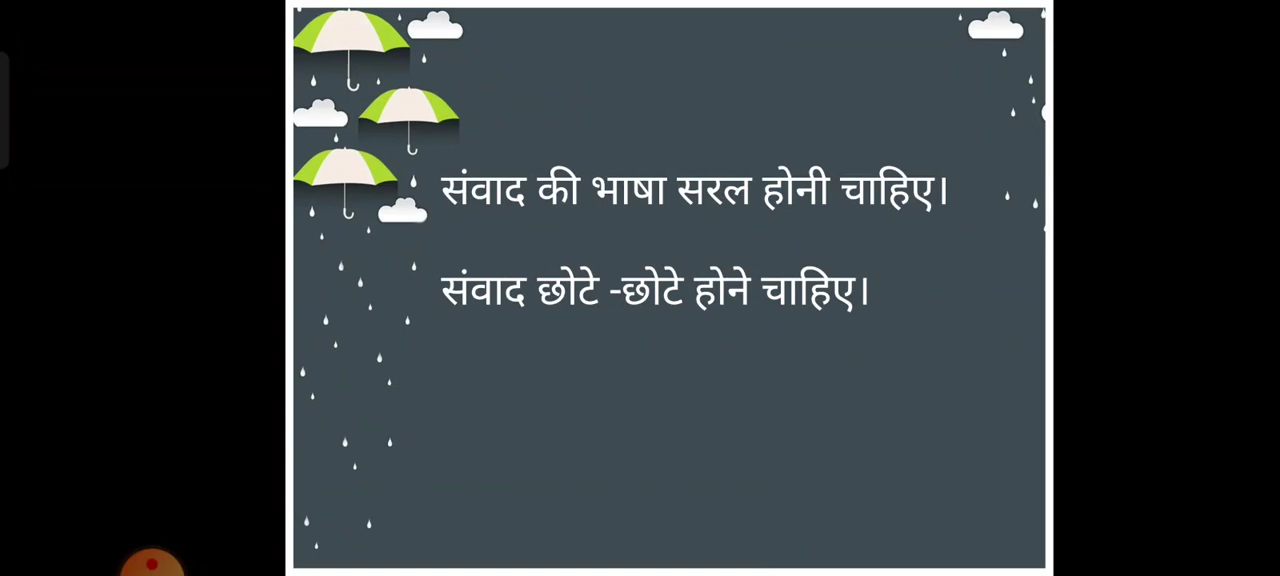 संवाद की भाषा सरल होनी चाहिए।
संवाद छोटे -छोटे होने चाहिए।